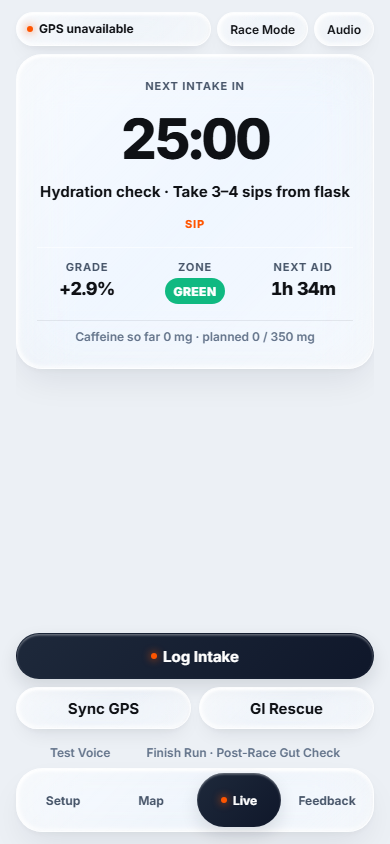 GPS unavailable
Race Mode
Audio
NEXT INTAKE IN
25:00
Hydration check · Take 3–4 sips from flask
SIP
GRADE
ZONE
NEXT AID
+2.9%
GREEN
1h 34m
Caffeine so far 0 mg · planned 0 / 350 mg
Log Intake
Sync GPS
GI Rescue
Test Voice
Finish Run · Post-Race Gut Check
Setup
Map
Live
Feedback